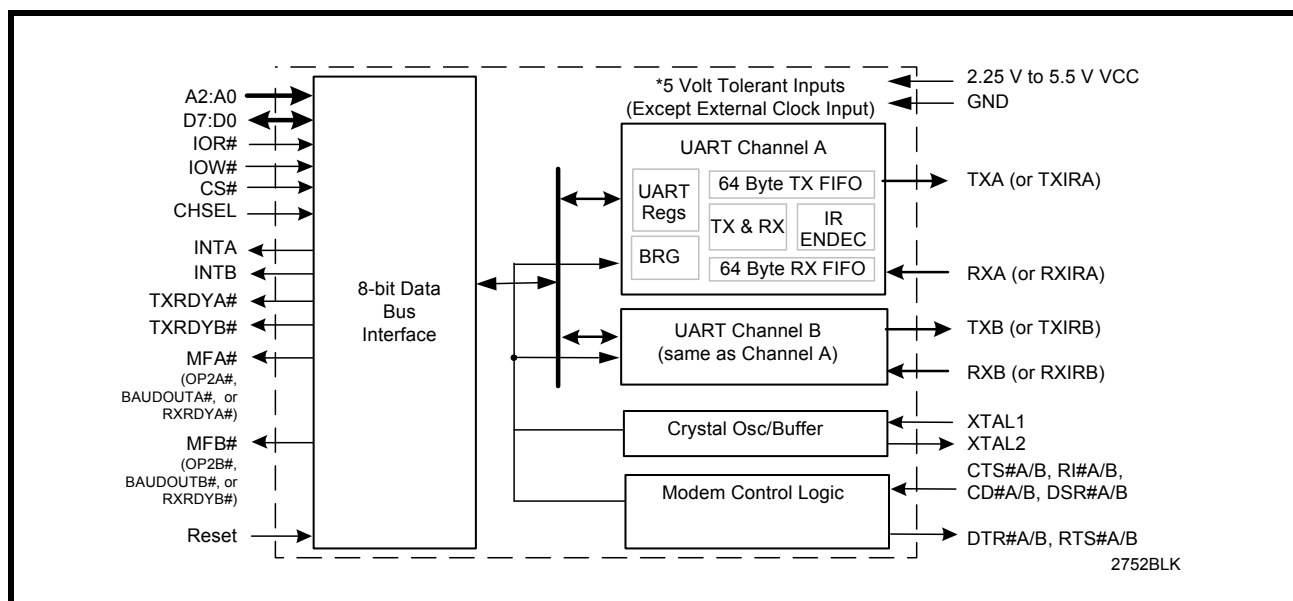 A2:A0
D7:D0
IOR#
IOW#
CS#
CHSEL
INTA
INTB
TXRDYA#
TXRDYB#
MFA#
(OP2A#,
BAUDOUTA#, or
RXRDYA#)
MFB#
(OP2B#,
BAUDOUTB#, or
RXRDYB#)
Reset
8-bit Data
Bus
Interface
*5 Volt Tolerant Inputs
(Except External Clock Input)
UART Channel A
UART
Regs
BRG
64 Byte TX FIFO
TX & RX
IR
ENDEC
64 Byte RX FIFO
UART Channel B
(same as Channel A)
Crystal Osc/Buffer
Modem Control Logic
2.25 V to 5.5 V VCC
GND
TXA (or TXIRA)
RXA (or RXIRA)
TXB (or TXIRB)
RXB (or RXIRB)
XTAL1
XTAL2
CTS#A/B, RI#A/B,
CD#A/B, DSR#A/B
DTR#A/B, RTS#A/B
2752BLK